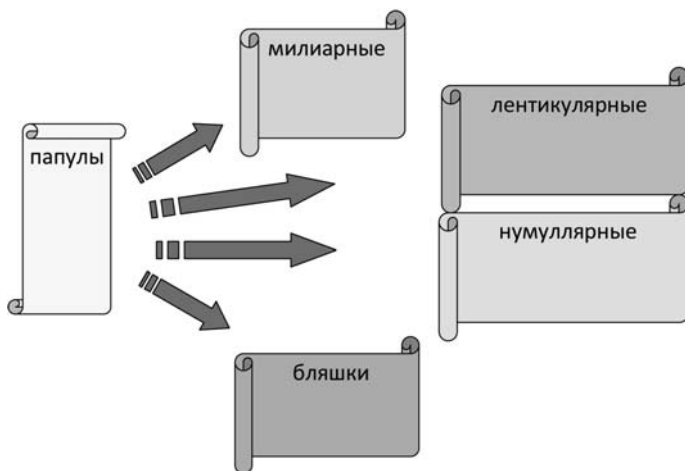 милиарные
лентикулярные
папулы
нумуллярные
бляшки